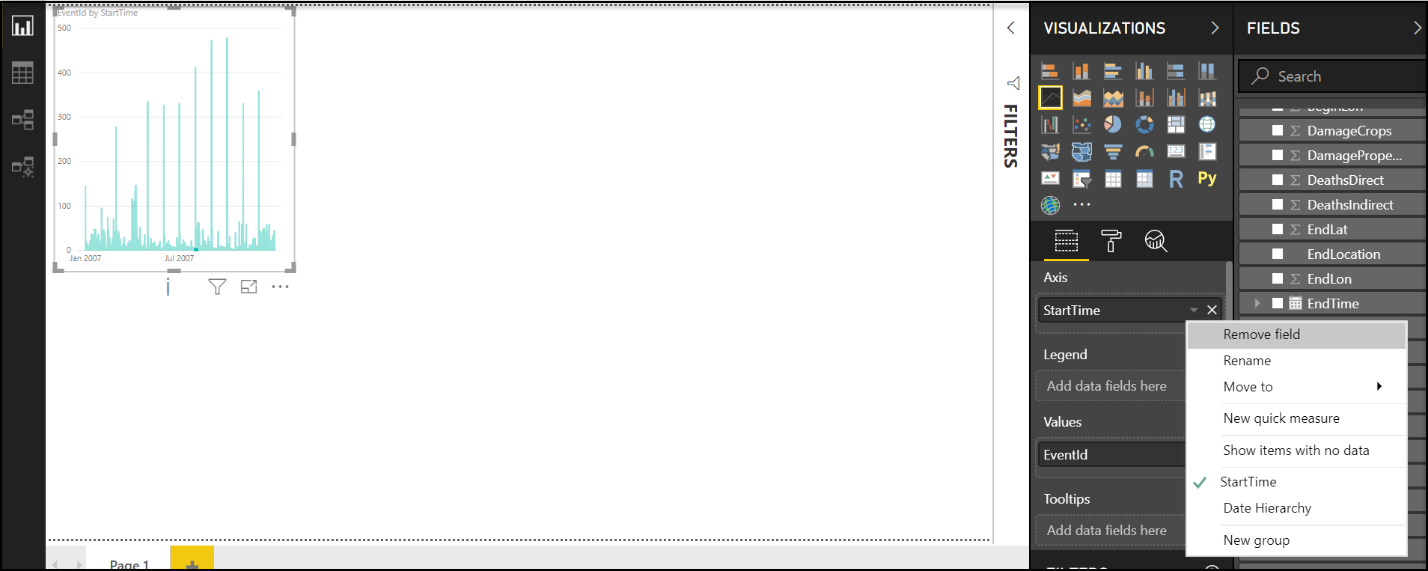 EventId by StartTime
500
400
300
200
100
0
Jan 2007
Jul 2007
Page 1
+
FILTERS
VISUALIZATIONS
R
Py
123
Axis
StartTime
Legend
Add data fields here
Values
EventId
Tooltips
Add data fields here
FILTERS
Remove field
Rename
Move to
New quick measure
Show items with no data
StartTime
Date Hierarchy
New group
FIELDS
Search
BeginLon
DamageCrops
DamagePrope...
DeathsDirect
DeathsIndirect
EndLat
EndLocation
EndLon
EndTime